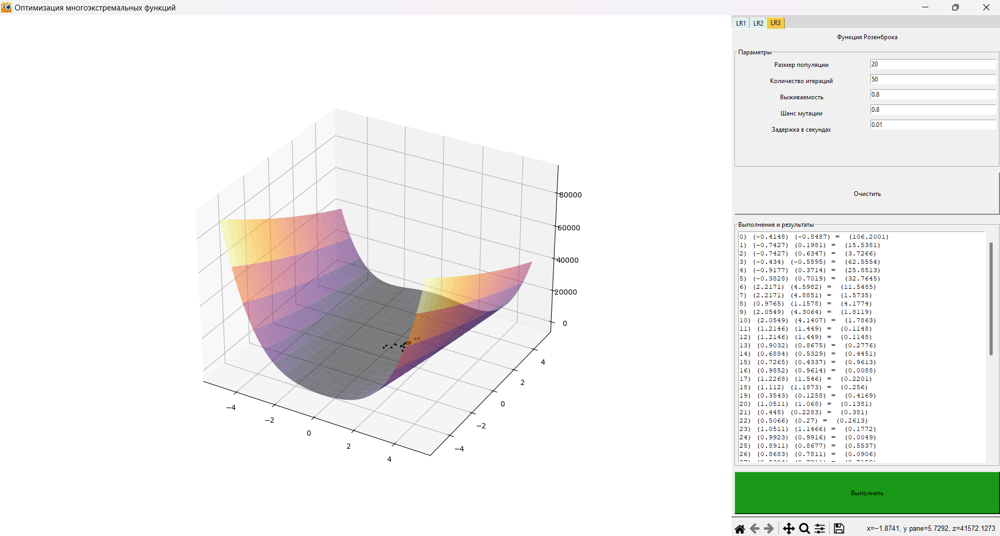 Оптимизация многоэкстремальных функций
LR1 LR2 LR3
Функция Розенброка
Параметры
Размер популяции 20
Количество итераций 50
Выживаемость 0.8
Шанс мутации 0.8
Задержка в секундах 0.01
Очистить
Выполнение и результаты
0) (-0.4148) (-0.8487) = (106.2001)
1) (-0.7427) (0.1981) = (15.5381)
2) (-0.7427) (0.6347) = (3.7266)
3) (-0.434) (-0.5895) = (62.5554)
4) (-0.9177) (0.3714) = (25.8513)
5) (-0.3828) (0.7019) = (32.7645)
6) (2.2171) (4.5982) = (11.5485)
7) (2.2171) (4.8851) = (1.5735)
8) (0.9765) (1.1578) = (4.1774)
9) (2.0549) (4.3064) = (1.8119)
10) (2.0549) (4.1407) = (1.7863)
11) (1.2146) (1.449) = (0.1148)
12) (1.2146) (1.449) = (0.1148)
13) (0.9032) (0.8675) = (0.2776)
14) (0.6884) (0.5329) = (0.4451)
15) (0.7265) (0.4337) = (0.9613)
16) (0.9852) (0.9614) = (0.0088)
17) (1.2268) (1.546) = (0.2201)
18) (1.112) (1.1873) = (0.256)
19) (0.3543) (0.1258) = (0.4169)
20) (1.0511) (1.068) = (0.1381)
21) (0.448) (0.2283) = (0.381)
22) (0.5066) (0.27) = (0.2613)
23) (1.0511) (1.1466) = (0.1772)
24) (0.9923) (0.9916) = (0.0049)
25) (0.8911) (0.8677) = (0.5537)
26) (0.8683) (0.7811) = (0.0906)
Выполнить
x=−1.8741, y pane=5.7292, z=41572.1273
80000
60000
40000
20000
0
4
2
0
−2
−4
−4
−2
0
2
4